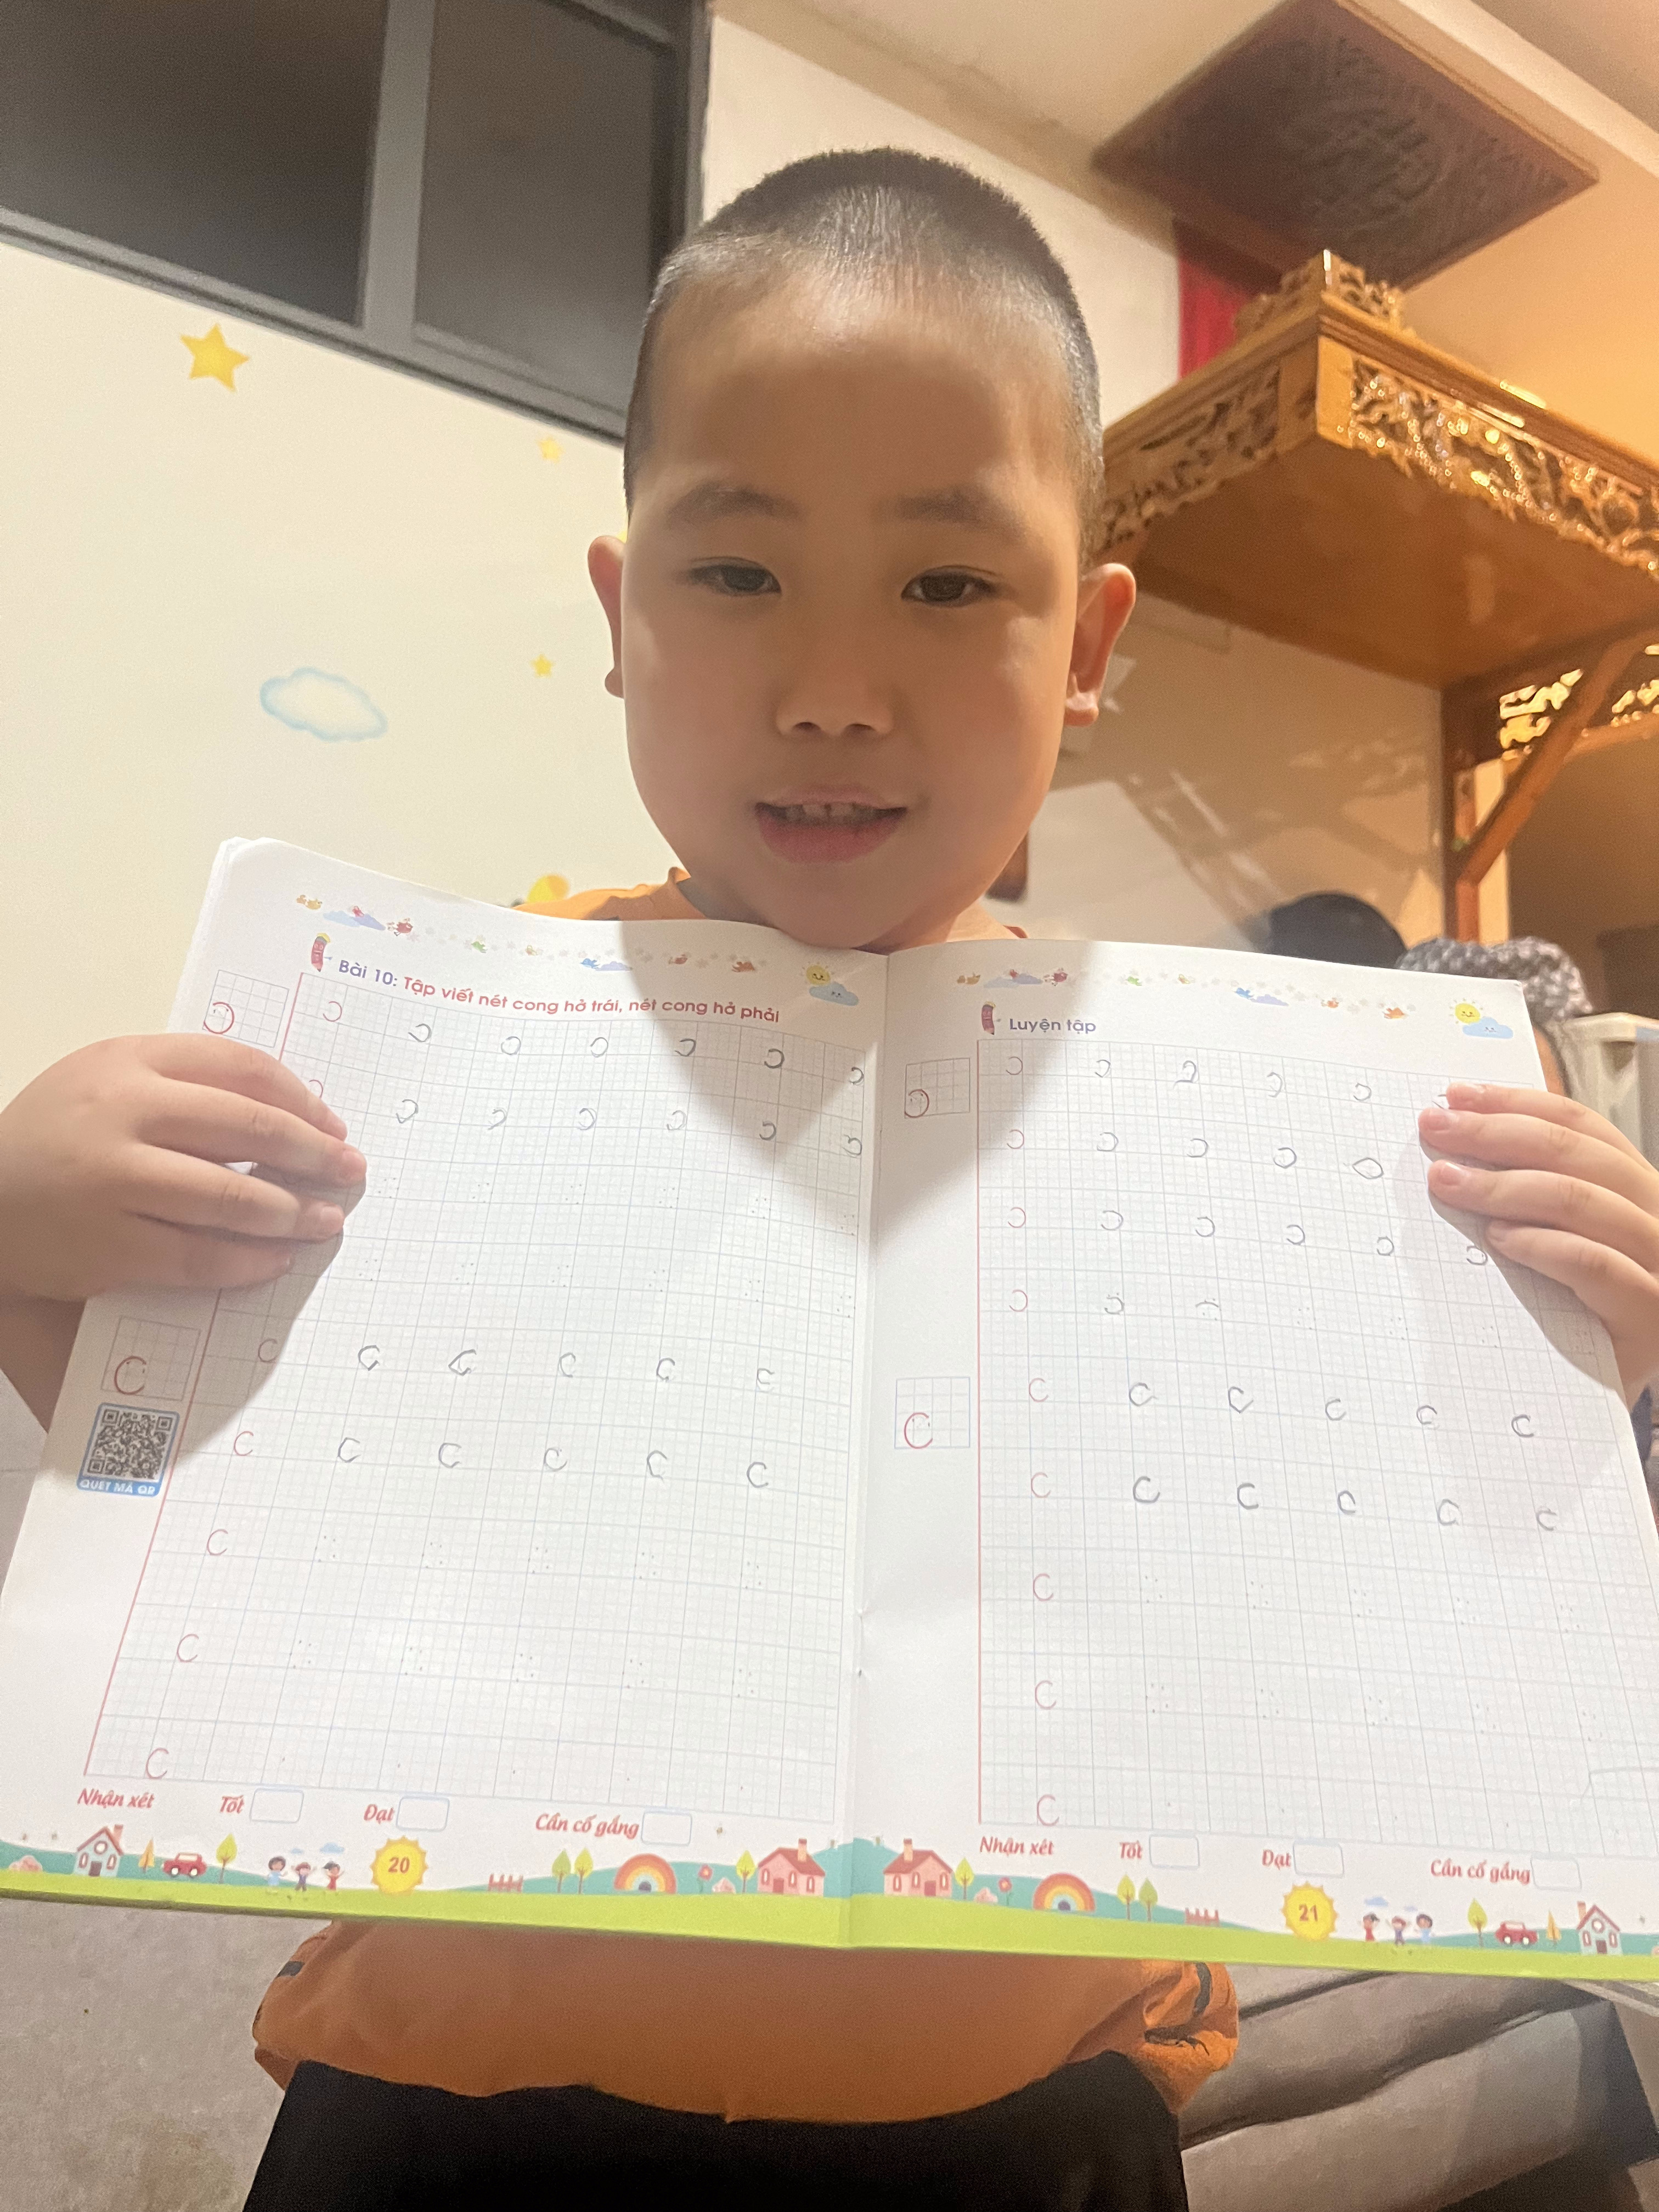 Bài 10: Tập viết nét cong hở trái, nét cong hở phải
QUÉT MÃ QR
C
C C C C C C
C C C C C C
C
C
C
Nhận xét Tốt Đạt Cần cố gắng
20
Luyện tập
C
C C C C C C
C C C C C C
C
C
C
Nhận xét Tốt Đạt Cần cố gắng
21